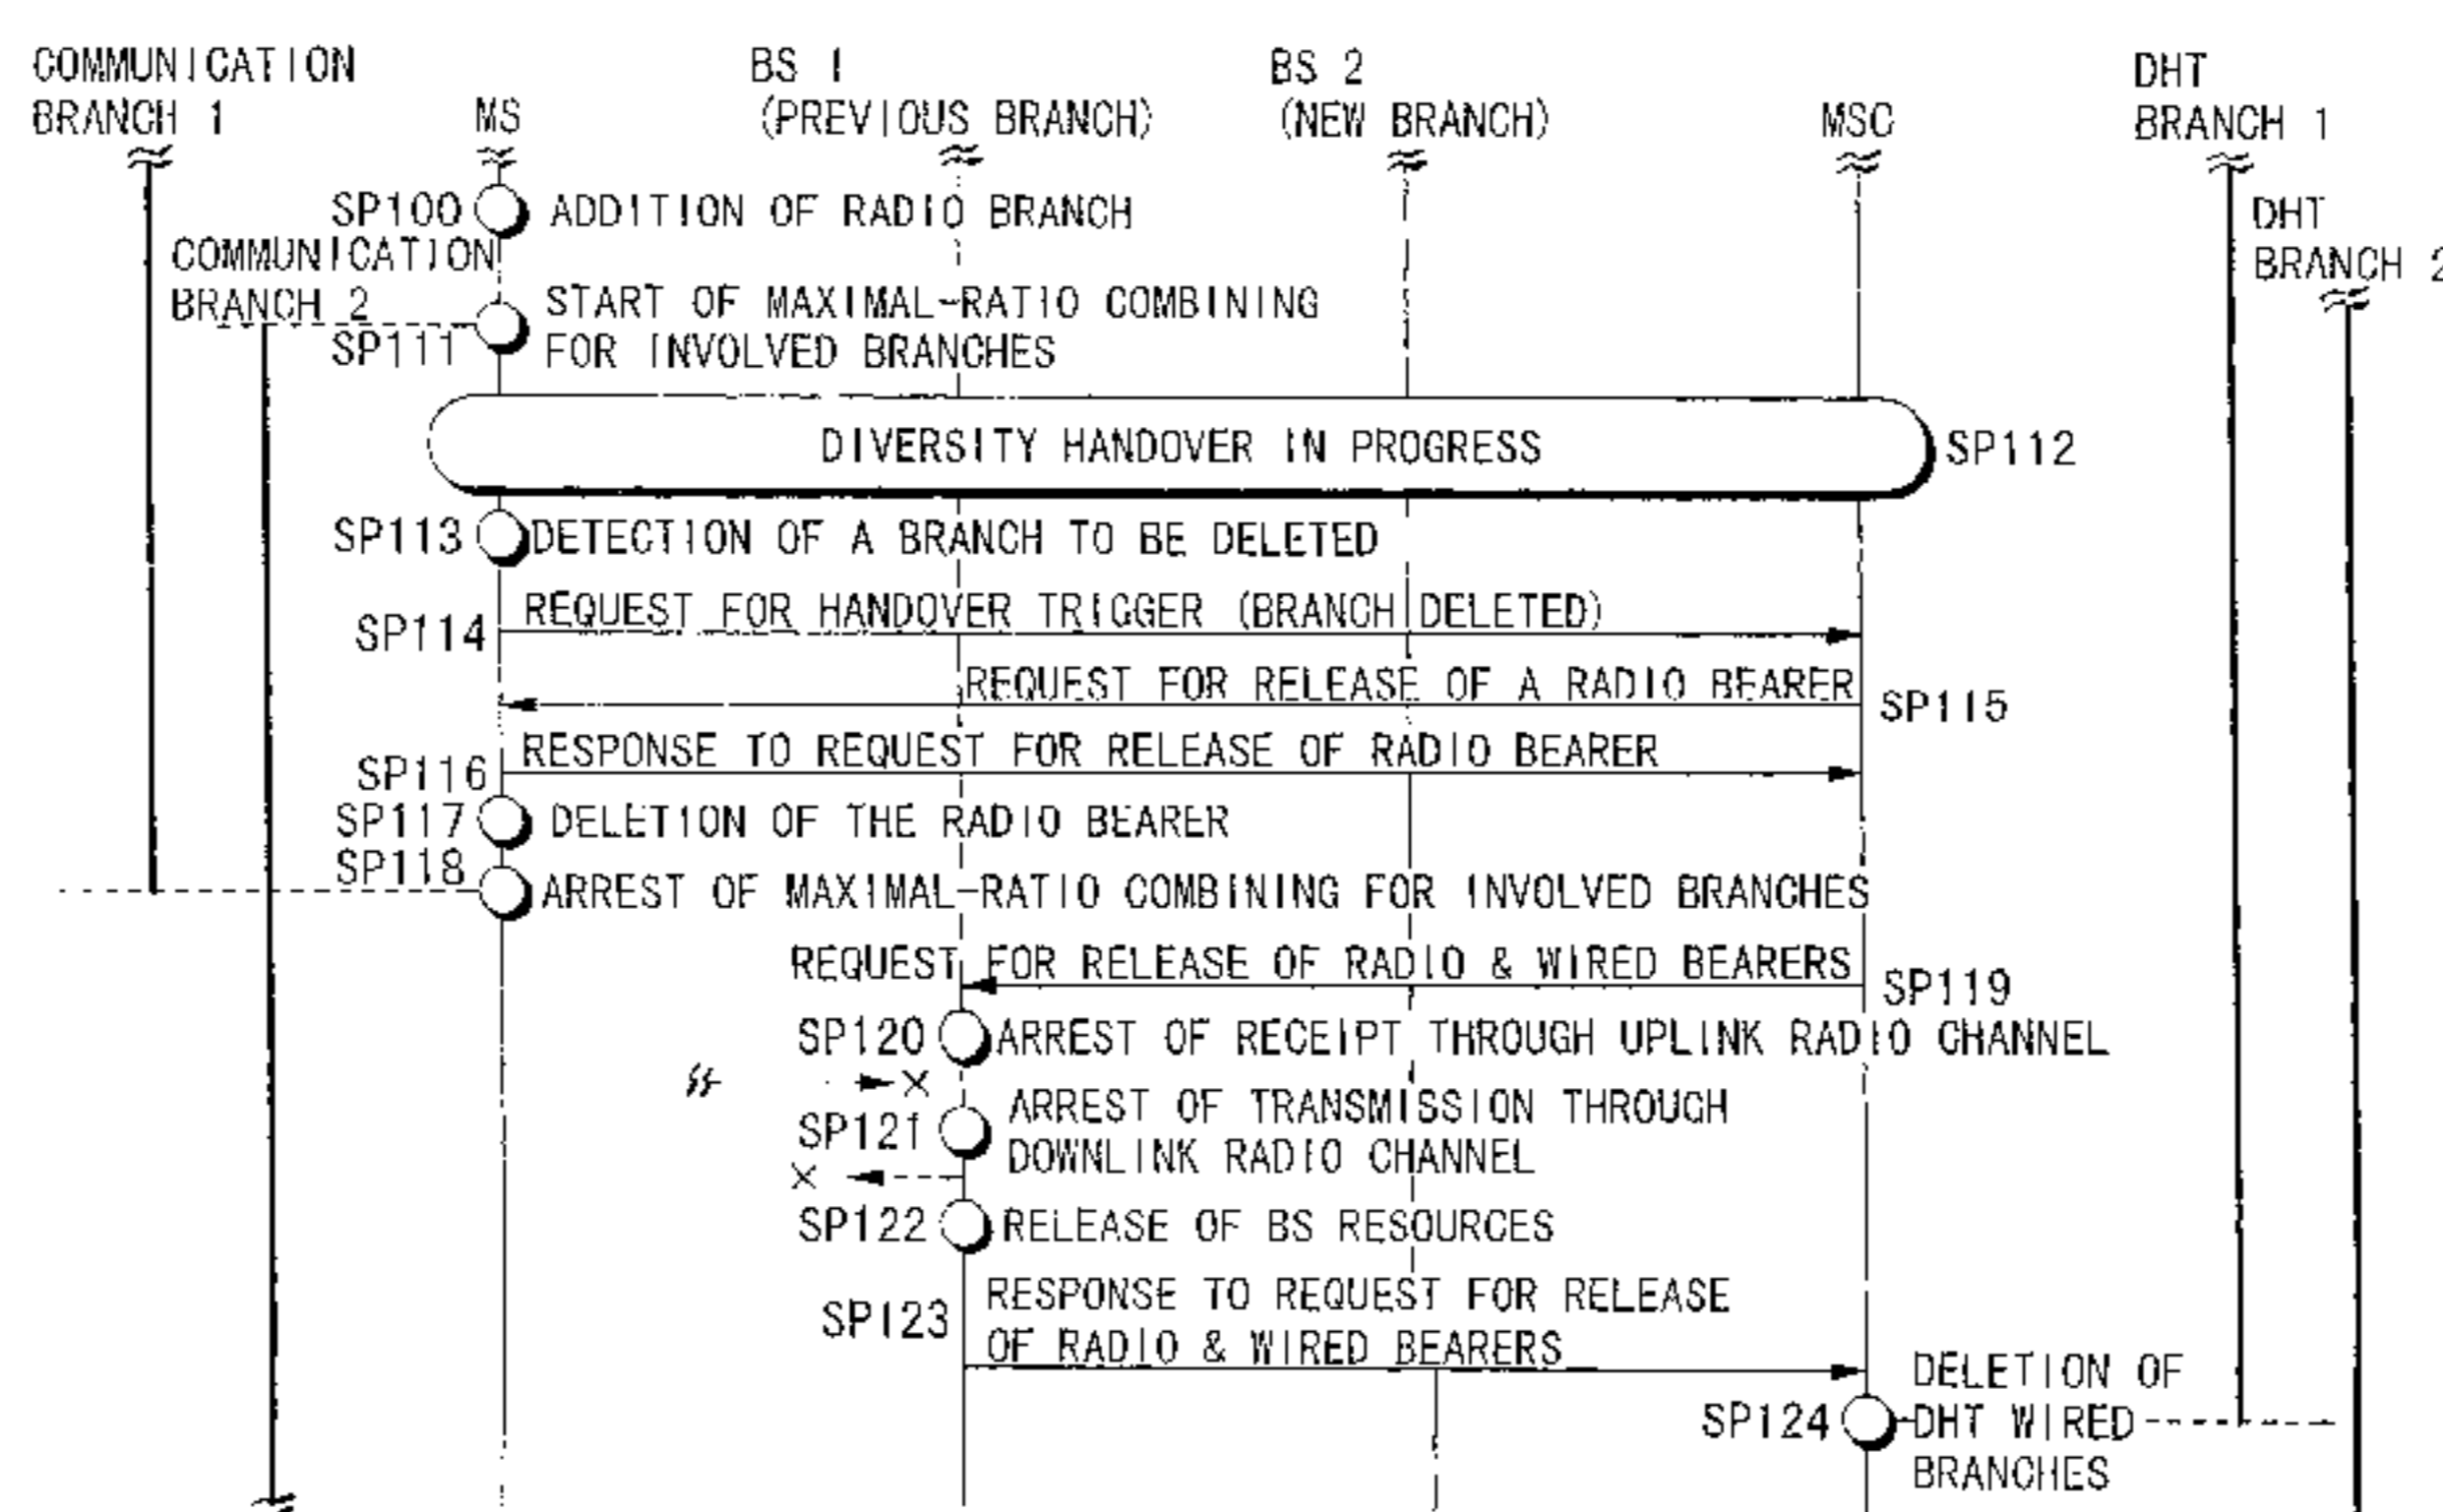 COMMUNICATION
BRANCH 1
MS
BS 1
(PREVIOUS BRANCH)
BS 2
(NEW BRANCH)
MSC
DHT
BRANCH 1
SP100
ADDITION OF RADIO BRANCH
DHT
BRANCH 2
COMMUNICATION
BRANCH 2
SP111
START OF MAXIMAL-RATIO COMBINING
FOR INVOLVED BRANCHES
DIVERSITY HANDOVER IN PROGRESS
SP112
SP113
DETECTION OF A BRANCH TO BE DELETED
REQUEST FOR HANDOVER TRIGGER (BRANCH DELETED)
SP114
REQUEST FOR RELEASE OF A RADIO BEARER
SP115
RESPONSE TO REQUEST FOR RELEASE OF RADIO BEARER
SP116
SP117
DELETION OF THE RADIO BEARER
SP118
ARREST OF MAXIMAL-RATIO COMBINING FOR INVOLVED BRANCHES
REQUEST FOR RELEASE OF RADIO & WIRED BEARERS
SP119
SP120
ARREST OF RECEIPT THROUGH UPLINK RADIO CHANNEL
SP121
ARREST OF TRANSMISSION THROUGH
DOWNLINK RADIO CHANNEL
SP122
RELEASE OF BS RESOURCES
SP123
RESPONSE TO REQUEST FOR RELEASE
OF RADIO & WIRED BEARERS
SP124
DELETION OF
DHT WIRED
BRANCHES